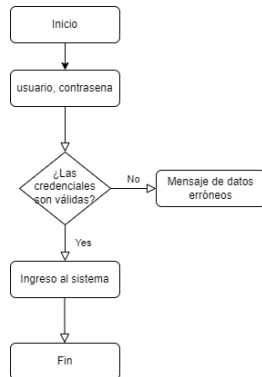 Inicio
usuario, contrasena
¿Las
credenciales
son válidas?
No
Mensaje de datos
erróneos
Yes
Ingreso al sistema
Fin